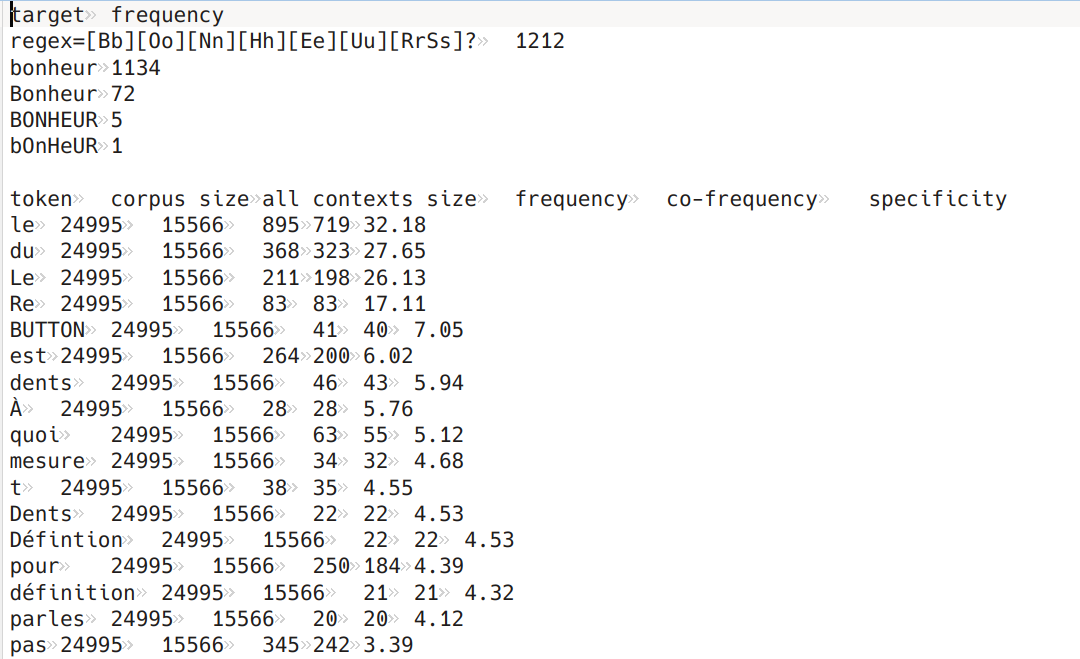 target» frequency
regex=[Bb][Oo][Nn][Hh][Ee][Uu][RrSs]?» 1212
bonheur»1134
Bonheur»72
BONHEUR»5
bOnHeUR»1
token» corpus size»all contexts size» frequency» co-frequency» specificity
le» 24995» 15566» 895»719»32.18
du» 24995» 15566» 368»323»27.65
Le» 24995» 15566» 211»198»26.13
Re» 24995» 15566» 83» 83» 17.11
BUTTON» 24995» 15566» 41» 40» 7.05
est»24995» 15566» 264»200»6.02
dents» 24995» 15566» 46» 43» 5.94
À» 24995» 15566» 28» 28» 5.76
quoi» 24995» 15566» 63» 55» 5.12
mesure» 24995» 15566» 34» 32» 4.68
t» 24995» 15566» 38» 35» 4.55
Dents» 24995» 15566» 22» 22» 4.53
Défintion» 24995» 15566» 22» 22» 4.53
pour» 24995» 15566» 250»184»4.39
définition» 24995» 15566» 21» 21» 4.32
parles» 24995» 15566» 20» 20» 4.12
pas»24995» 15566» 345»242»3.39